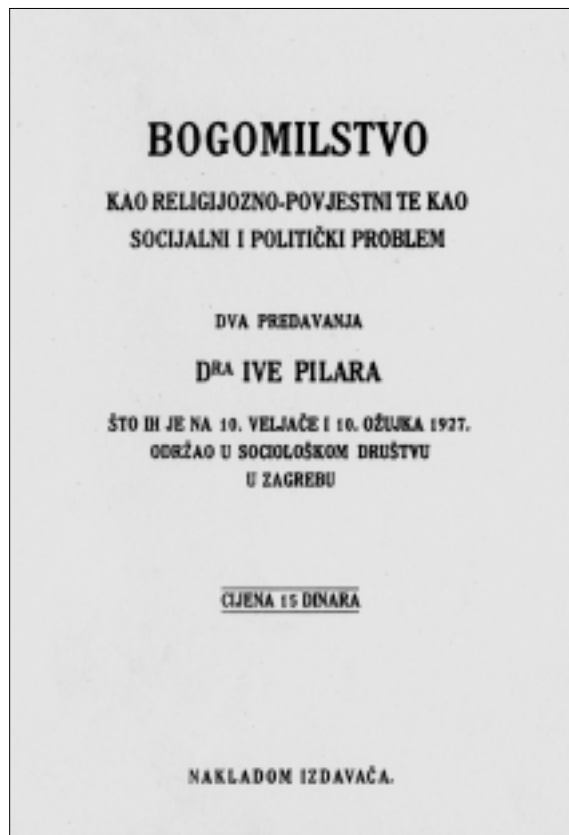 BOGOMILSTVO
KAO RELIGIJOZNO-POVJESTNI TE KAO
SOCIJALNI I POLITIČKI PROBLEM
DVA PREDAVANJA
DRA IVE PILARA
ŠTO IH JE NA 10. VELJAČE I 10. OŽUJKA 1927.
ODRŽAO U SOCIOLOŠKOM DRUŠTVU
U ZAGREBU
CIJENA 15 DINARA
NAKLADOM IZDAVAČA.